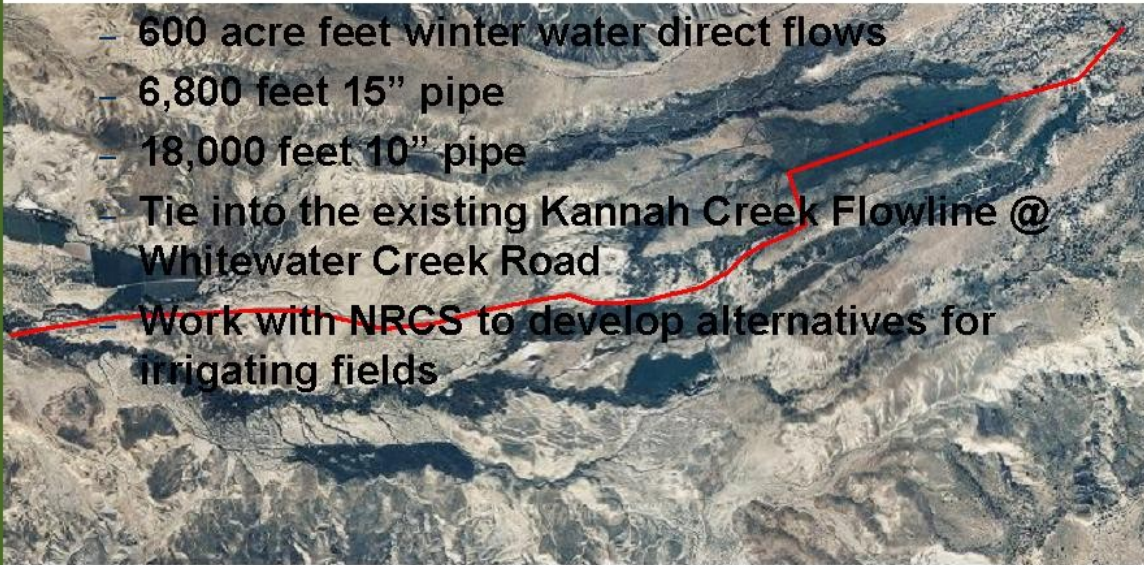 – 600 acre feet winter water direct flows
– 6,800 feet 15” pipe
– 18,000 feet 10” pipe
– Tie into the existing Kannah Creek Flowline @
Whitewater Creek Road
– Work with NRCS to develop alternatives for
irrigating fields